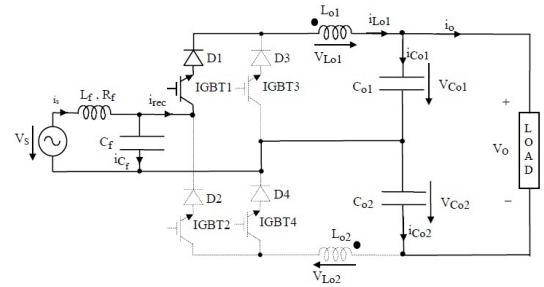 Lo1
iLo1
io
D1
D3
VLo1
iCo1
IGBT1
IGBT3
Co1
VCo1
is
Lf , Rf
irec
Vs
Cf
iCf
+
VO
LOAD
−
D2
D4
IGBT2
IGBT4
Co2
VCo2
Lo2
iCo2
VLo2